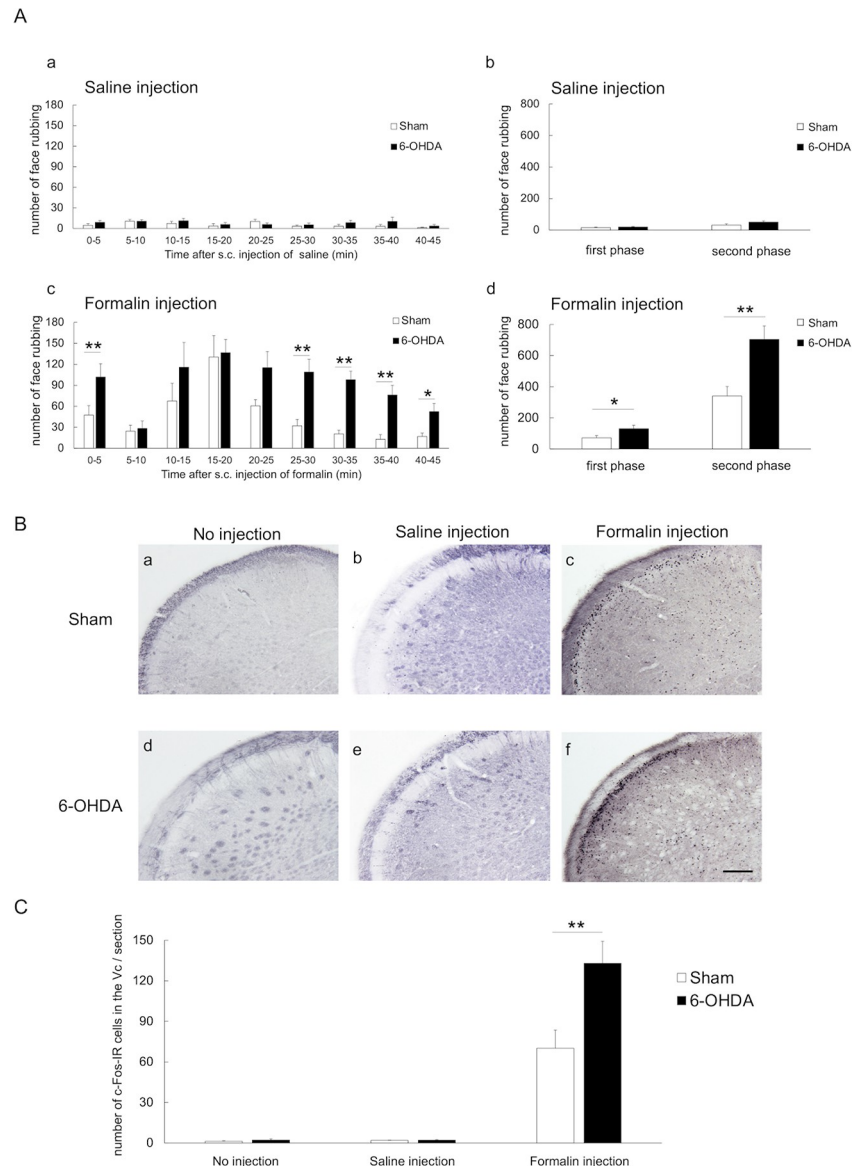 A
a
Saline injection
number of face rubbing
180
150
120
90
60
30
0
Sham
6-OHDA
0-5 5-10 10-15 15-20 20-25 25-30 30-35 35-40 40-45
Time after s.c. injection of saline (min)
b
Saline injection
number of face rubbing
800
600
400
200
0
Sham
6-OHDA
first phase second phase
c
Formalin injection
number of face rubbing
180
150
120
90
60
30
0
Sham
6-OHDA
** ** ** ** *
0-5 5-10 10-15 15-20 20-25 25-30 30-35 35-40 40-45
Time after s.c. injection of formalin (min)
d
Formalin injection
number of face rubbing
800
600
400
200
0
Sham
6-OHDA
* **
first phase second phase
B
No injection Saline injection Formalin injection
Sham
a b c
6-OHDA
d e f
C
number of c-Fos-IR cells in the Vc / section
150
120
90
60
30
0
**
Sham
6-OHDA
No injection Saline injection Formalin injection